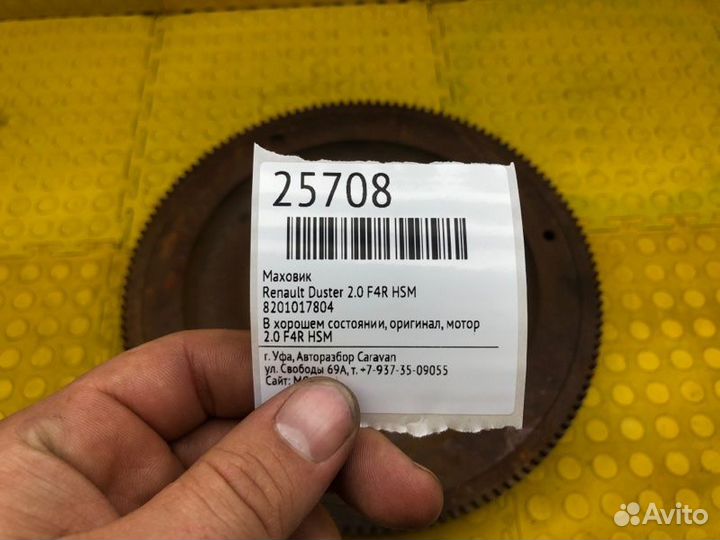 25708
Маховик
Renault Duster 2.0 F4R HSM
8201017804
В хорошем состоянии, оригинал, мотор
2.0 F4R HSM
г. Уфа, Авторазбор Caravan
ул. Свободы 69А, т. +7-937-35-09055
Сайт:
Avito